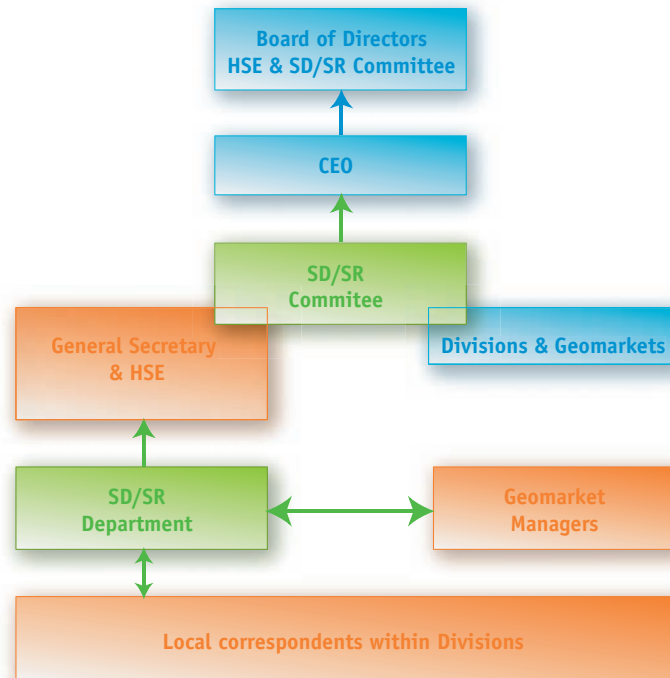 Board of Directors
HSE & SD/SR Committee
CEO
SD/SR
Commitee
General Secretary
& HSE
Divisions & Geomarkets
SD/SR
Department
Geomarket
Managers
Local correspondents within Divisions